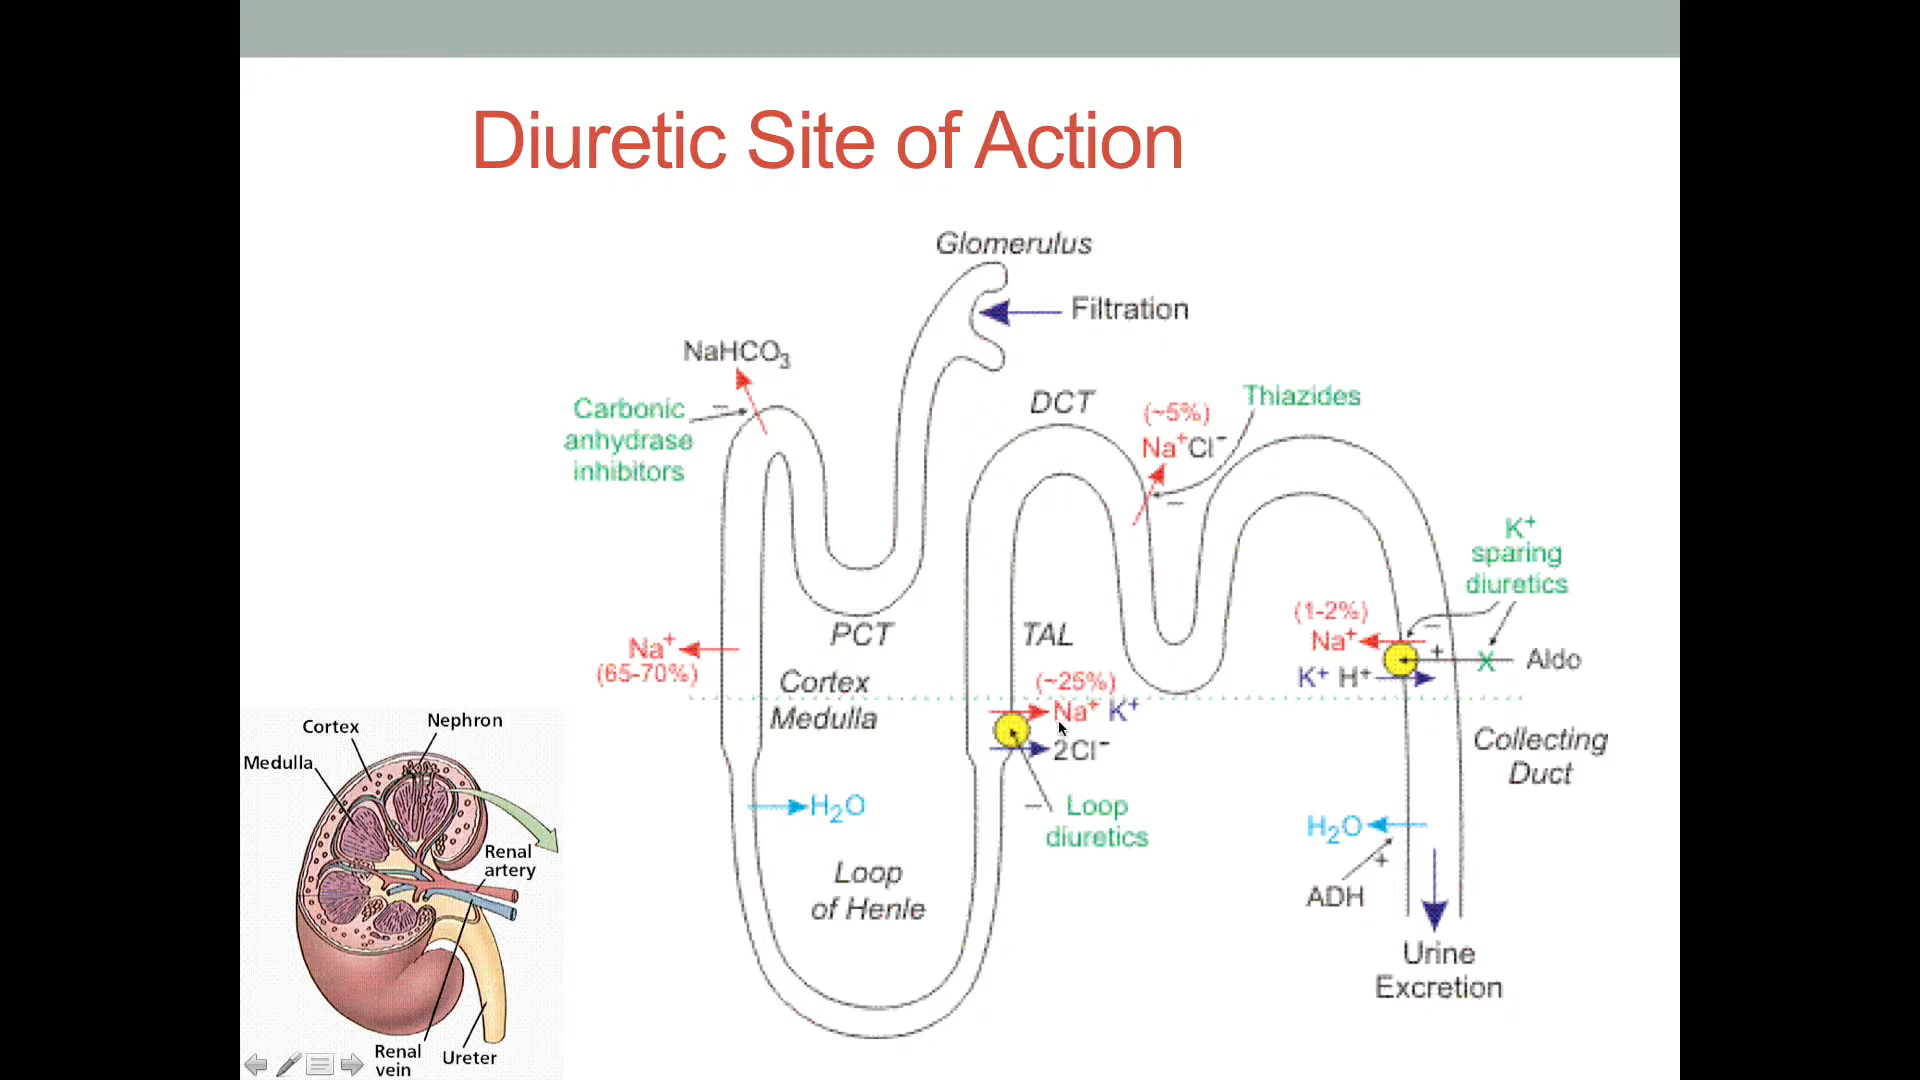 Diuretic Site of Action
Glomerulus
Filtration
NaHCO3
Carbonic
anhydrase
inhibitors
DCT
(~5%)
Na+Cl-
Thiazides
K+
sparing
diuretics
PCT
TAL
Na+
(65-70%)
Cortex
Medulla
(~25%)
Na+ K+
2Cl-
(1-2%)
Na+
K+ H+
+
Aldo
Collecting
Duct
H2O
Loop
diuretics
Loop
of Henle
H2O
+
ADH
Urine
Excretion
Cortex
Nephron
Medulla
Renal
artery
Renal
vein
Ureter